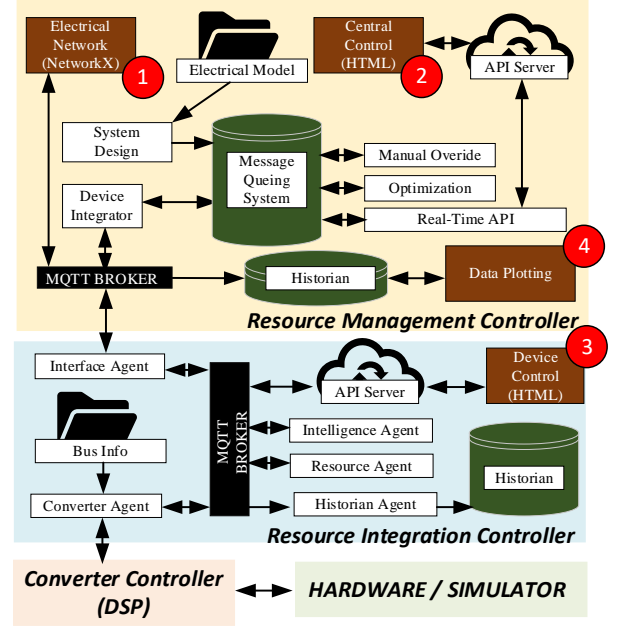 Electrical
Network
(NetworkX)
1
Electrical Model
Central
Control
(HTML)
2
API Server
System
Design
Message
Queing
System
Manual Overide
Optimization
Real-Time API
Device
Integrator
MQTT BROKER
Historian
Data Plotting
4
Resource Management Controller
Interface Agent
API Server
Device
Control
(HTML)
3
MQTT
BROKER
Bus Info
Intelligence Agent
Resource Agent
Historian
Converter Agent
Historian Agent
Resource Integration Controller
Converter Controller
(DSP)
HARDWARE / SIMULATOR